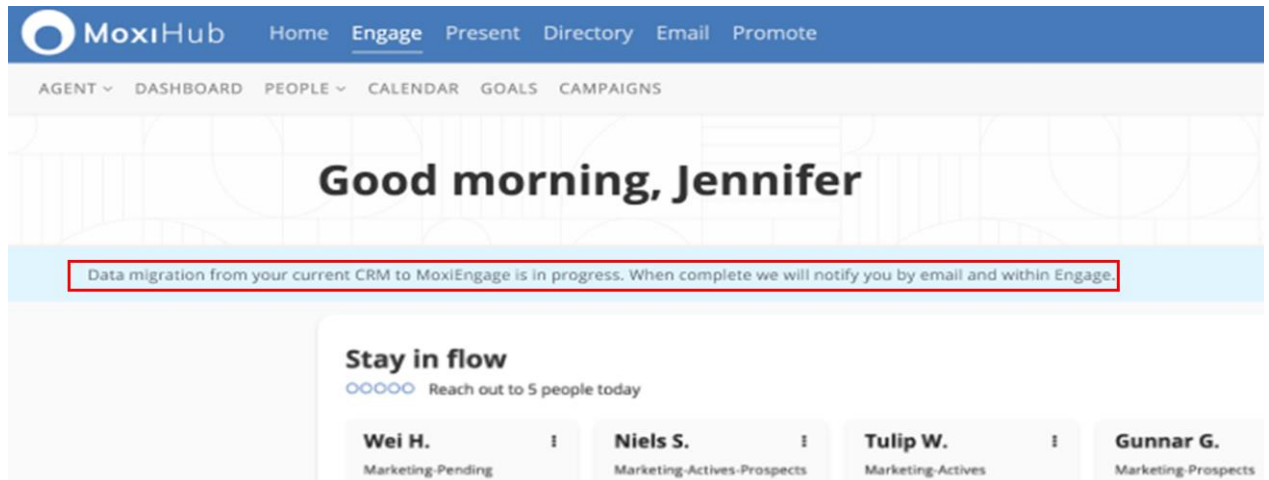 MoxiHub Home Engage Present Directory Email Promote
AGENT DASHBOARD PEOPLE CALENDAR GOALS CAMPAIGNS
Good morning, Jennifer
Data migration from your current CRM to MoxiEngage is in progress. When complete we will notify you by email and within Engage.
Stay in flow
Reach out to 5 people today
Wei H. Niels S. Tulip W. Gunnar G.
Marketing-Pending Marketing-Actives-Prospects Marketing-Actives Marketing-Prospects